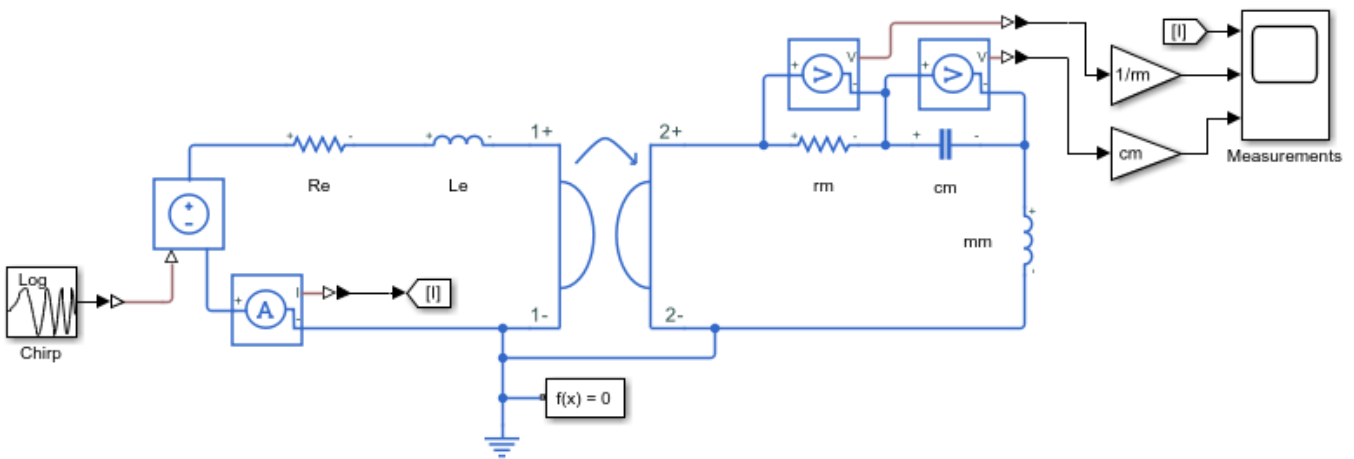 V
V
[I]
1/rm
cm
Measurements
1+
2+
Re
Le
rm
cm
mm
Log
Chirp
A
I
[I]
1-
2-
f(x) = 0